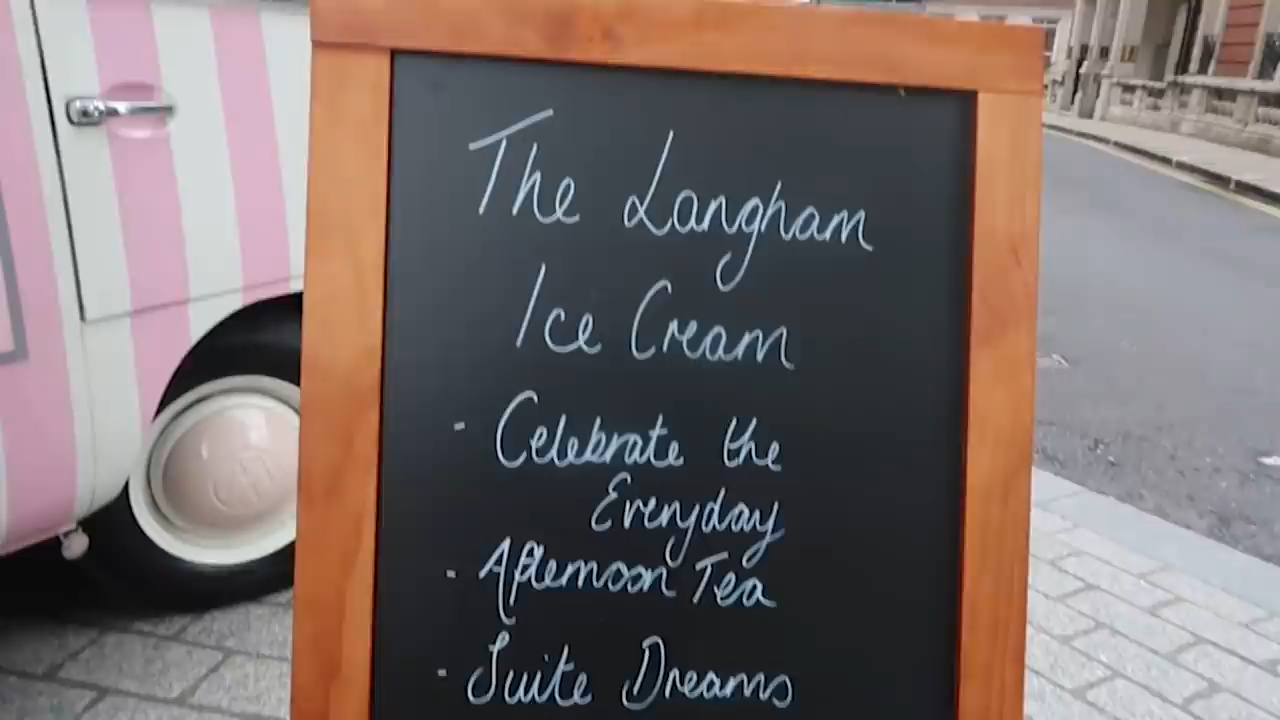 The Langham
Ice Cream
- Celebrate the
Everyday
- Afternoon Tea
- Suite Dreams